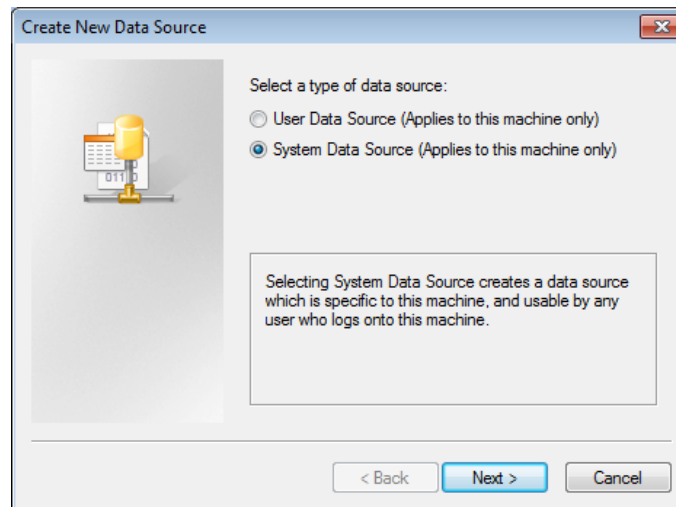 Create New Data Source
Select a type of data source:
User Data Source (Applies to this machine only)
System Data Source (Applies to this machine only)
01110
Selecting System Data Source creates a data source
which is specific to this machine, and usable by any
user who logs onto this machine.
< Back
Next >
Cancel